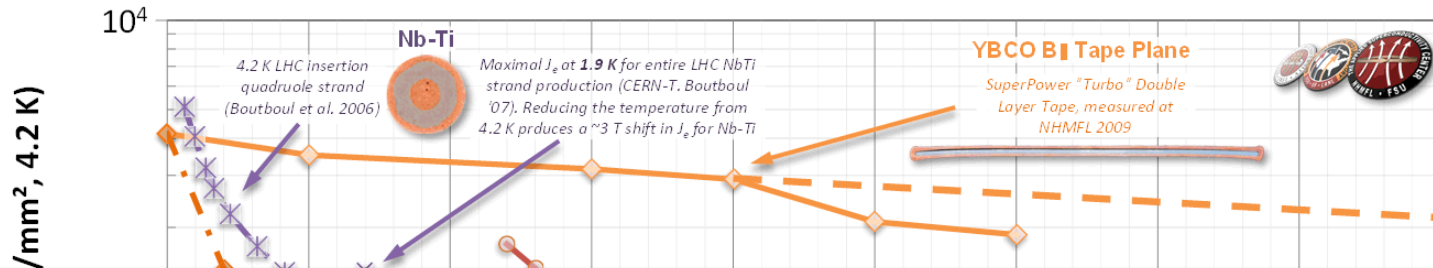 10⁴
/mm², 4.2 K)
Nb-Ti
4.2 K LHC insertion
quadruole strand
(Boutboul et al. 2006)
Maximal Jₑ at 1.9 K for entire LHC NbTi
strand production (CERN-T. Boutboul
'07). Reducing the temperature from
4.2 K prduces a ~3 T shift in Jₑ for Nb-Ti
YBCO B‖ Tape Plane
SuperPower "Turbo" Double
Layer Tape, measured at
NHMFL 2009
NHMFL • FSU